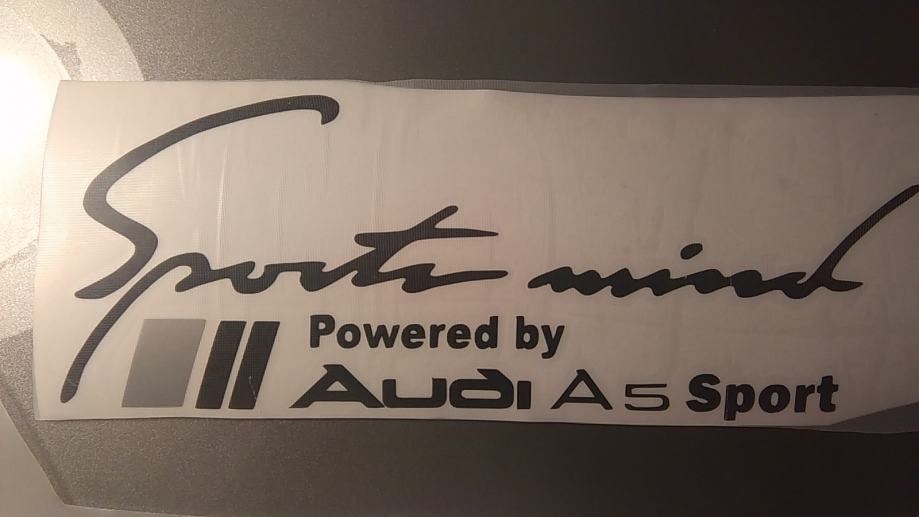 Sports mind
Powered by
Audi A5 Sport